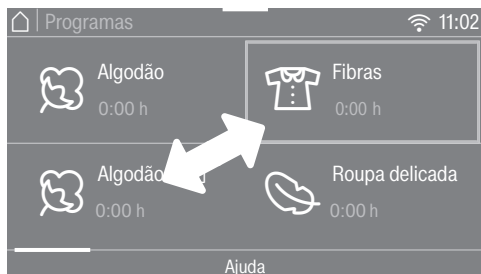 Programas 11:02
Algodão
0:00 h
Fibras
0:00 h
Algodão
0:00 h
Roupa delicada
0:00 h
Ajuda